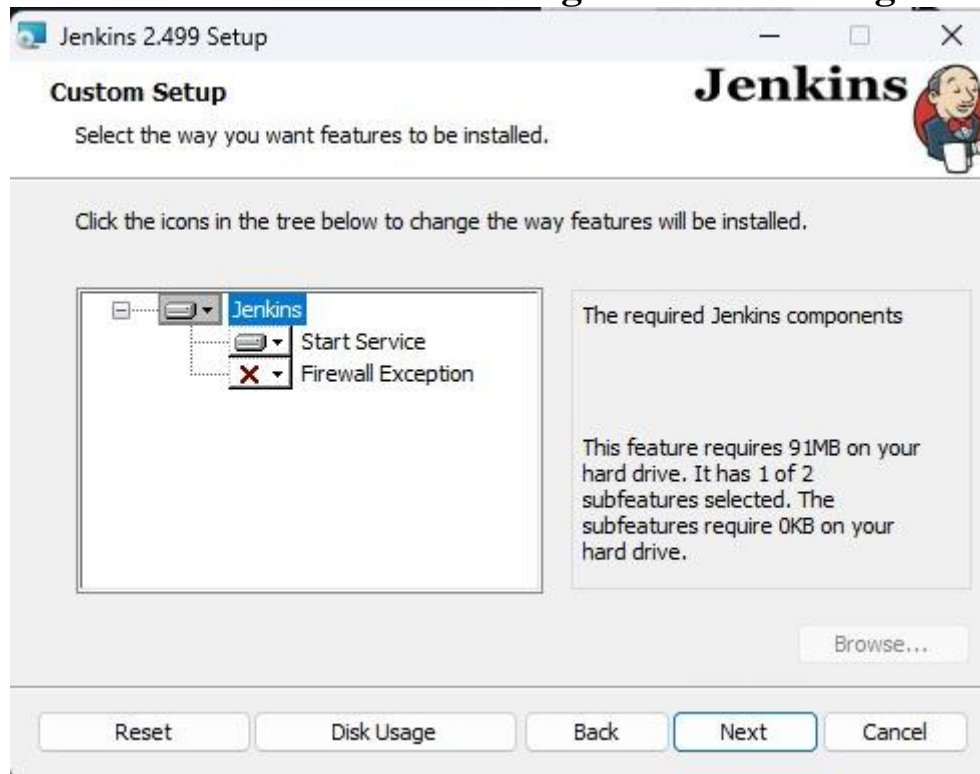 Jenkins 2.499 Setup
Custom Setup
Jenkins
Select the way you want features to be installed.
Click the icons in the tree below to change the way features will be installed.
Jenkins
Start Service
Firewall Exception
The required Jenkins components
This feature requires 91MB on your
hard drive. It has 1 of 2
subfeatures selected. The
subfeatures require 0KB on your
hard drive.
Browse...
Reset
Disk Usage
Back
Next
Cancel